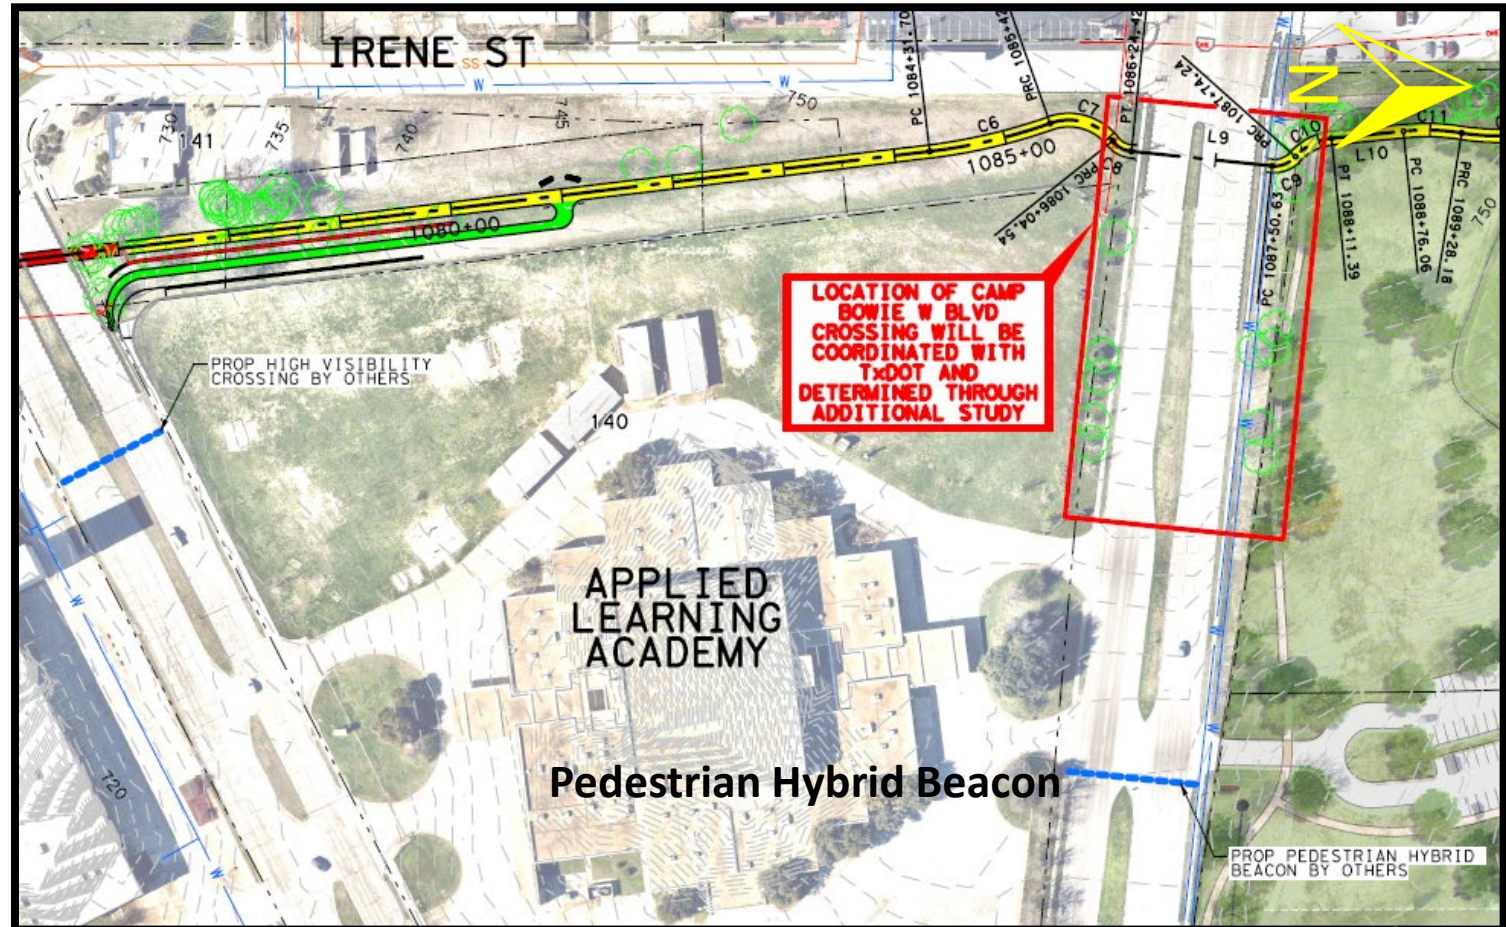 IRENE ST
SS
W
W
W
750
745
740
735
730
141
PC 1084+31.70
C6
C7
PT 1086+24.42
PRC 1087+74.24
N
L9
C10
C11
L10
C9
1085+00
PRC 1086+04.54
PC 1087+50.63
PT 1088+11.39
PC 1088+76.06
PRC 1089+28.18
750
1080+00
LOCATION OF CAMP
BOWIE W BLVD
CROSSING WILL BE
COORDINATED WITH
TxDOT AND
DETERMINED THROUGH
ADDITIONAL STUDY
PROP HIGH VISIBILITY
CROSSING BY OTHERS
140
W
W
W
APPLIED
LEARNING
ACADEMY
W
W
Pedestrian Hybrid Beacon
720
PROP PEDESTRIAN HYBRID
BEACON BY OTHERS
W